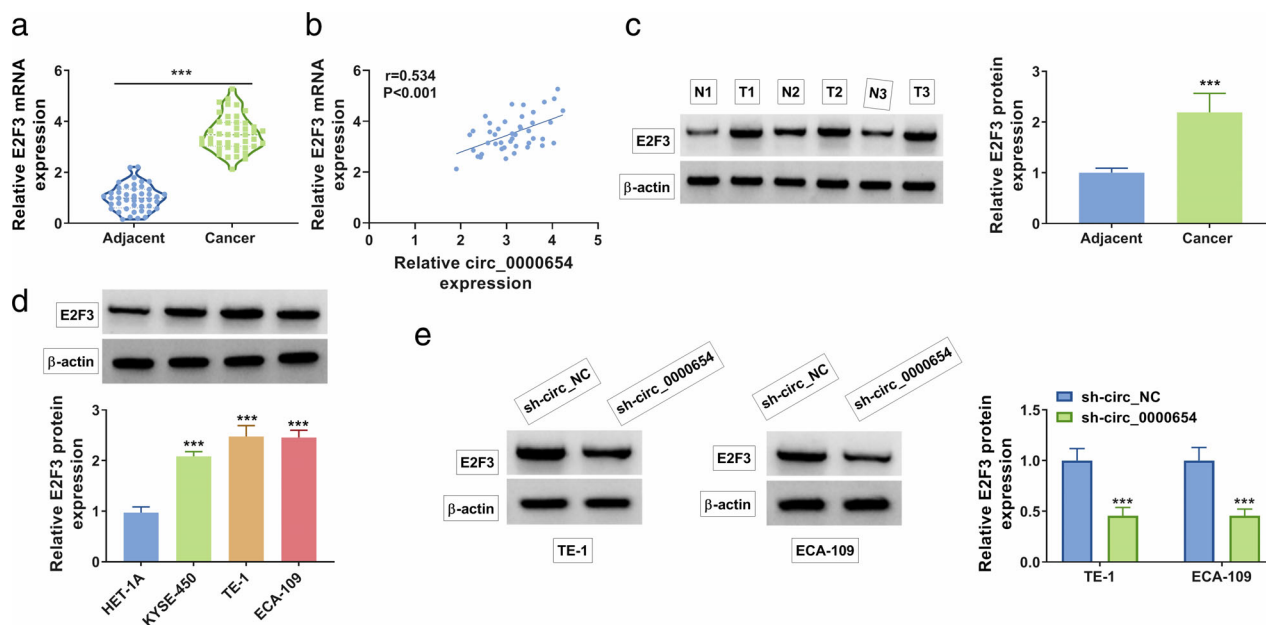 a
Relative E2F3 mRNA
expression
6
4
2
0
***
Adjacent
Cancer
b
Relative E2F3 mRNA
expression
6
4
2
0
r=0.534
P<0.001
0
1
2
3
4
5
Relative circ_0000654
expression
c
N1
T1
N2
T2
N3
T3
E2F3
β-actin
Relative E2F3 protein
expression
3
2
1
0
***
Adjacent
Cancer
d
E2F3
β-actin
Relative E2F3 protein
expression
3
2
1
0
***
***
***
HET-1A
KYSE-450
TE-1
ECA-109
e
sh-circ_NC
sh-circ_0000654
E2F3
β-actin
TE-1
sh-circ_NC
sh-circ_0000654
E2F3
β-actin
ECA-109
sh-circ_NC
sh-circ_0000654
Relative E2F3 protein
expression
1.5
1.0
0.5
0.0
***
***
TE-1
ECA-109